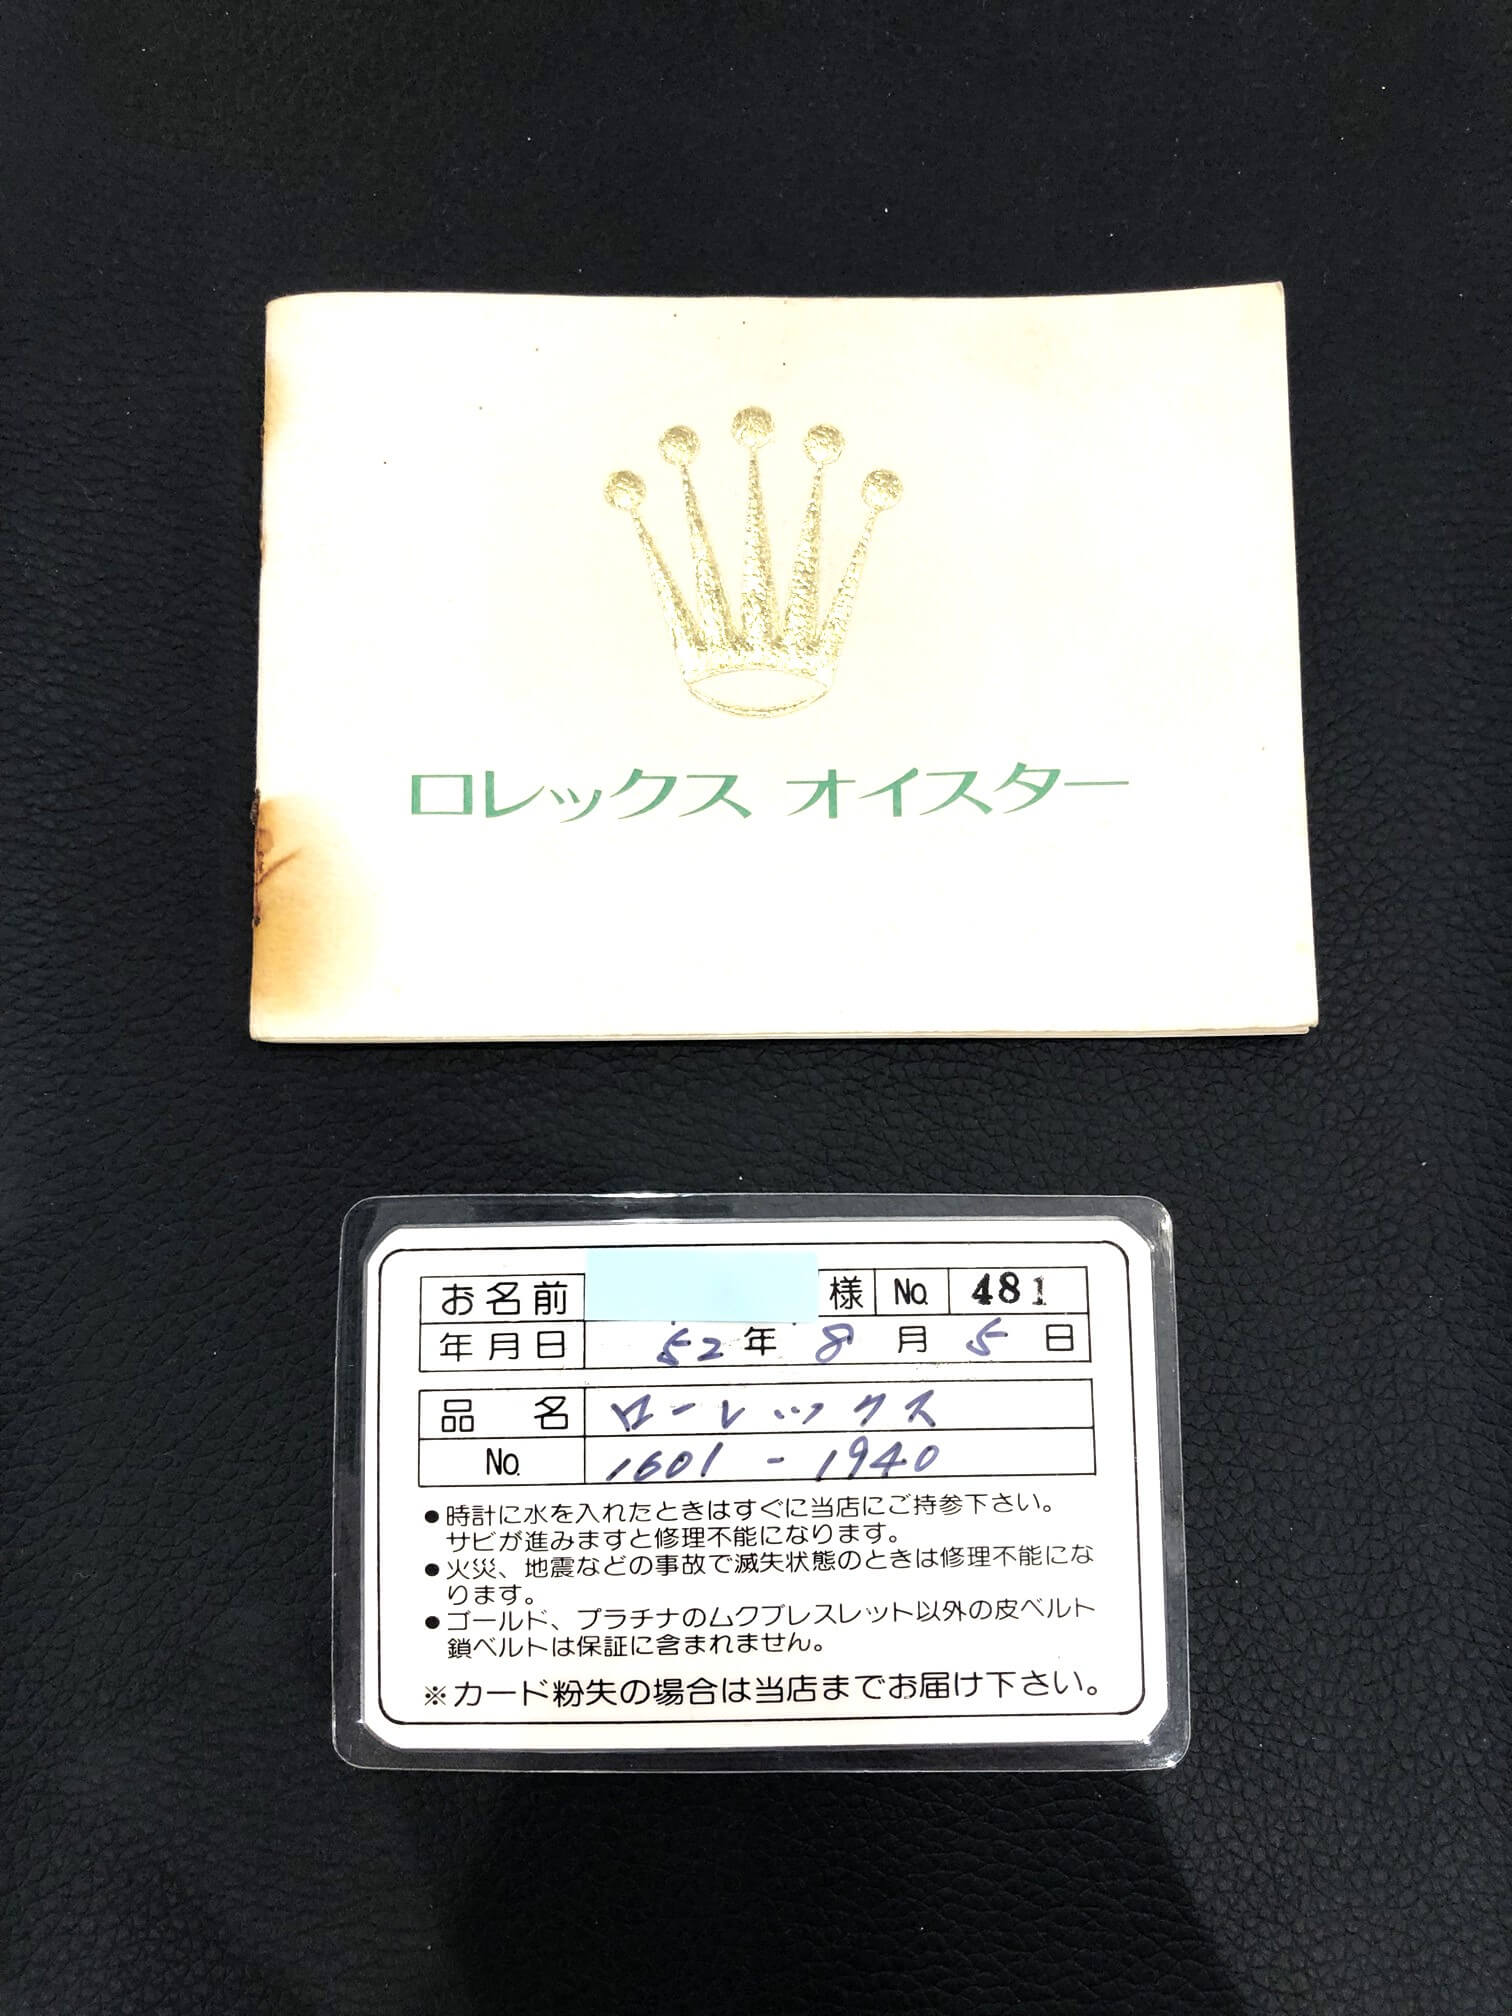 ロレックス オイスター
お名前 様 No. 481
年月日 52年 8月 5日
品名 ローレックス
No. 1601-1940
●時計に水を入れたときはすぐに当店にご持参下さい。
サビが進みますと修理不能になります。
●火災、地震などの事故で滅失状態のときは修理不能にな
ります。
●ゴールド、プラチナのムクブレスレット以外の皮ベルト
鎖ベルトは保証に含まれません。
※カード粉失の場合は当店までお届け下さい。